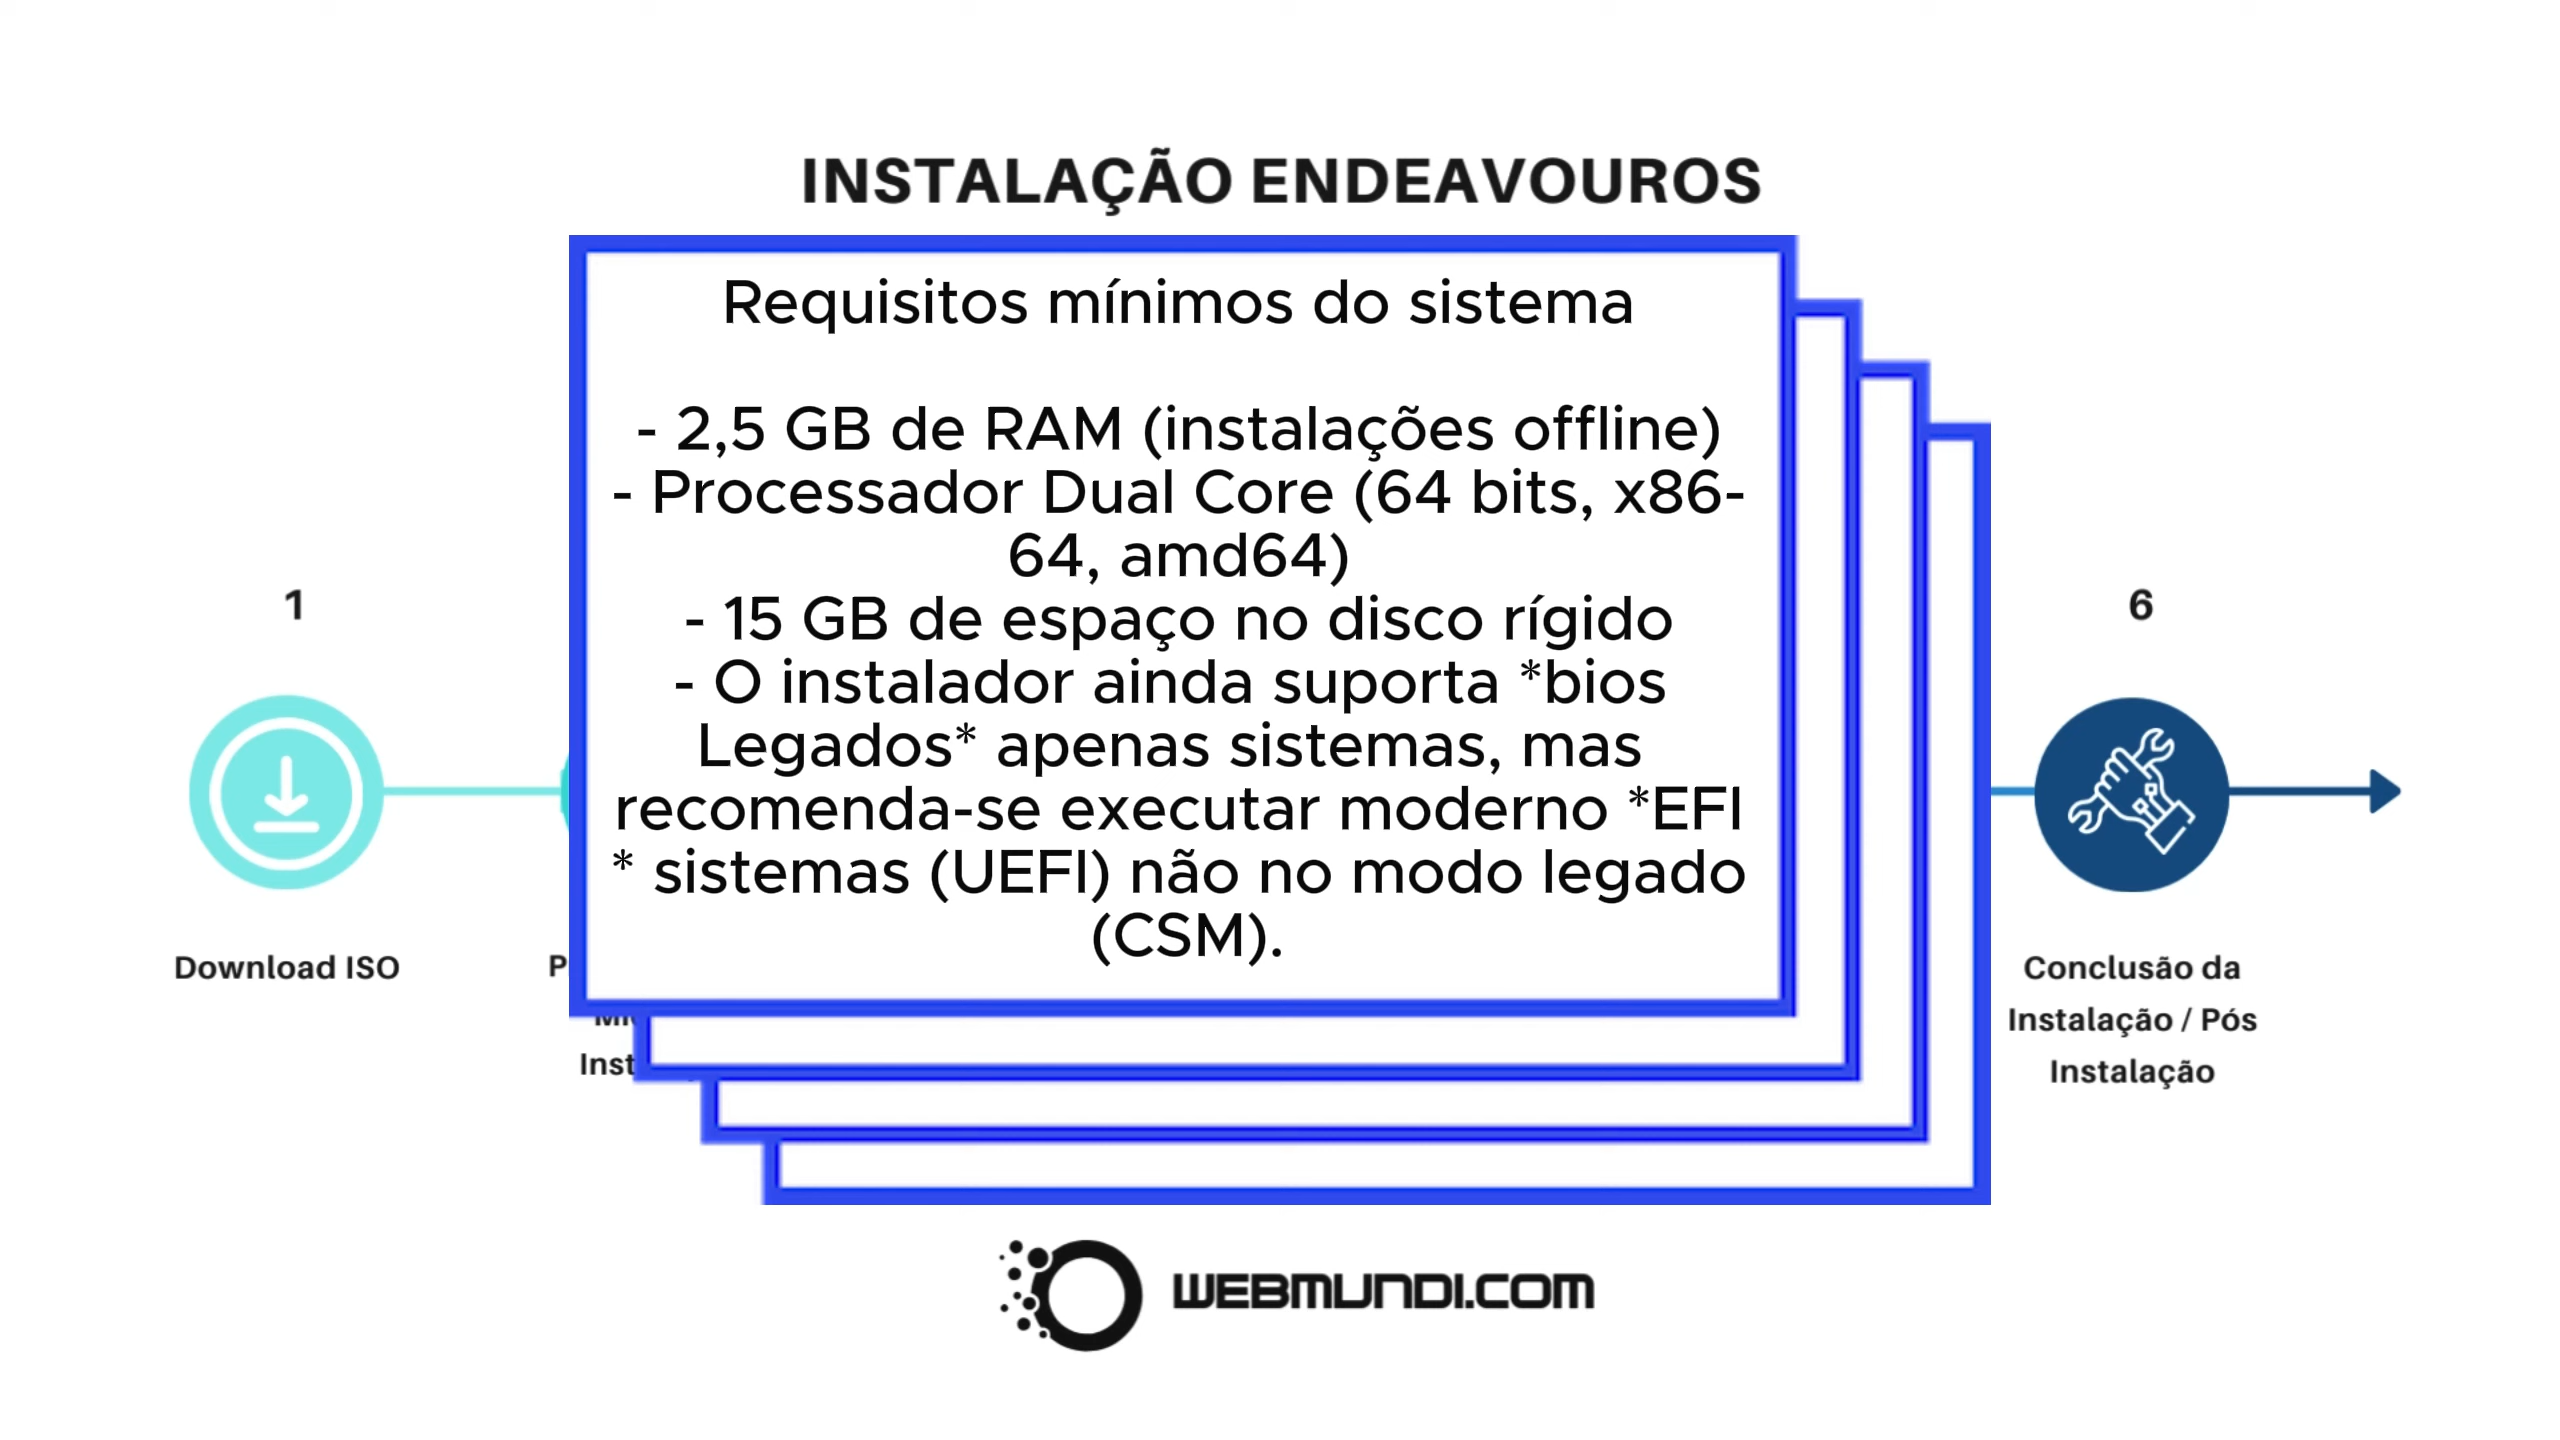 INSTALAÇÃO ENDEAVOUROS
Requisitos mínimos do sistema
- 2,5 GB de RAM (instalações offline)
- Processador Dual Core (64 bits, x86-
64, amd64)
- 15 GB de espaço no disco rígido
- O instalador ainda suporta *bios
Legados* apenas sistemas, mas
recomenda-se executar moderno *EFI
* sistemas (UEFI) não no modo legado
(CSM).
1
Download ISO
6
Conclusão da
Instalação / Pós
Instalação
WEBMUNDI.COM